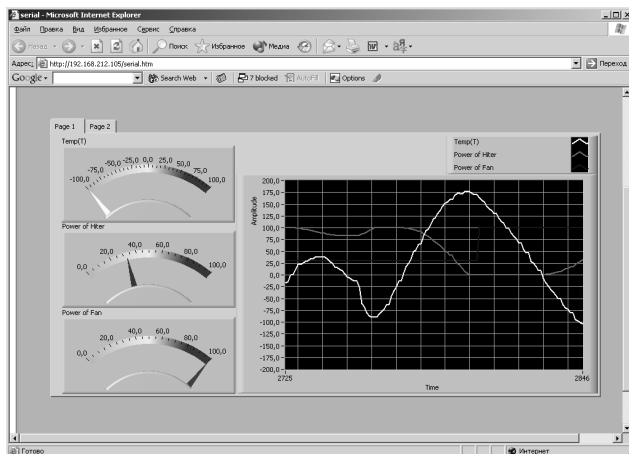 serial - Microsoft Internet Explorer
Файл Правка Вид Избранное Сервис Справка
Назад Поиск Избранное Медиа
Адрес: http://192.168.212.105/serial.htm Переход
Google Search Web 7 blocked AutoFill Options
Page 1 Page 2
Temp(T)
-100,0 -75,0 -50,0 -25,0 0,0 25,0 50,0 75,0 100,0
Power of Hiter
0,0 20,0 40,0 60,0 80,0 100,0
Power of Fan
0,0 20,0 40,0 60,0 80,0 100,0
Temp(T)
Power of Hiter
Power of Fan
Amplitude
200,0
175,0
150,0
125,0
100,0
75,0
50,0
25,0
0,0
-25,0
-50,0
-75,0
-100,0
-125,0
-150,0
-175,0
-200,0
2725 2846
Time
Готово Интернет